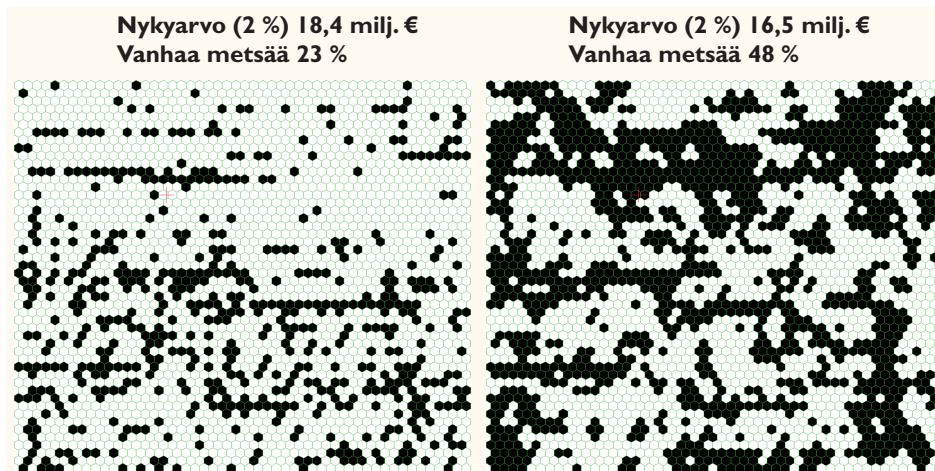 Nykyarvo (2 %) 18,4 milj. €
Vanhaa metsää 23 %
Nykyarvo (2 %) 16,5 milj. €
Vanhaa metsää 48 %